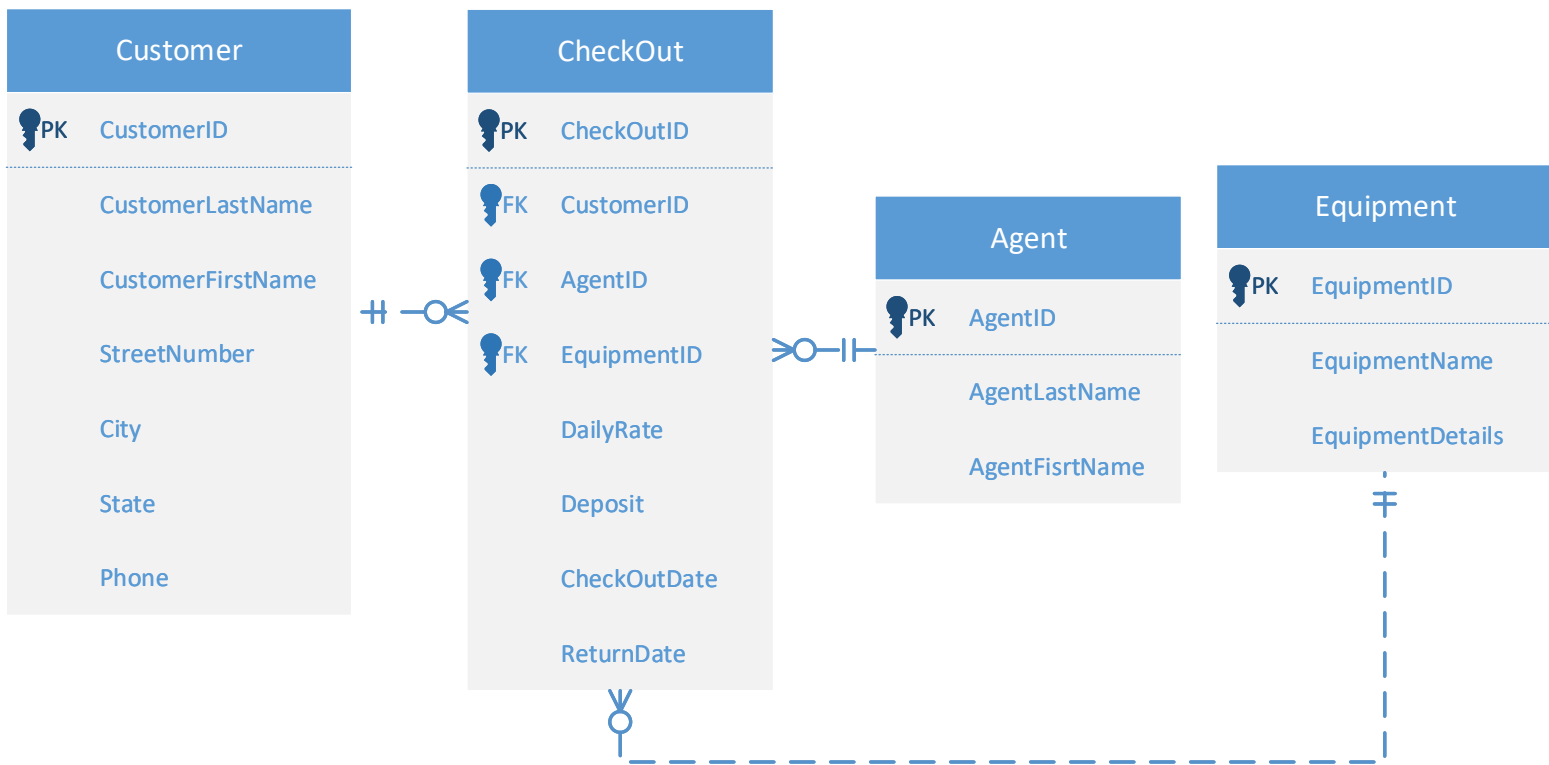 Customer
PK CustomerID
CustomerLastName
CustomerFirstName
StreetNumber
City
State
Phone
CheckOut
PK CheckOutID
FK CustomerID
FK AgentID
FK EquipmentID
DailyRate
Deposit
CheckOutDate
ReturnDate
Agent
PK AgentID
AgentLastName
AgentFisrtName
Equipment
PK EquipmentID
EquipmentName
EquipmentDetails